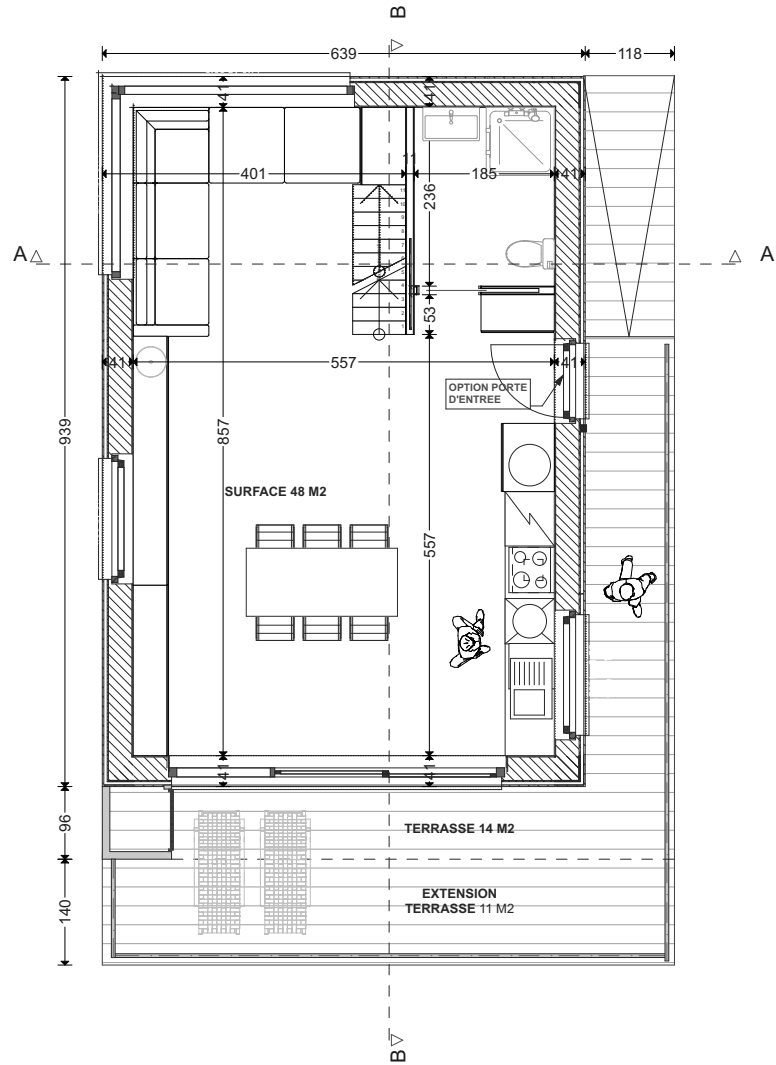 B
639
118
41
41
401
11
185
41
236
A
A
53
41
557
41
OPTION PORTE
D'ENTREE
939
857
SURFACE 48 M2
557
41
41
96
TERRASSE 14 M2
140
EXTENSION
TERRASSE 11 M2
B